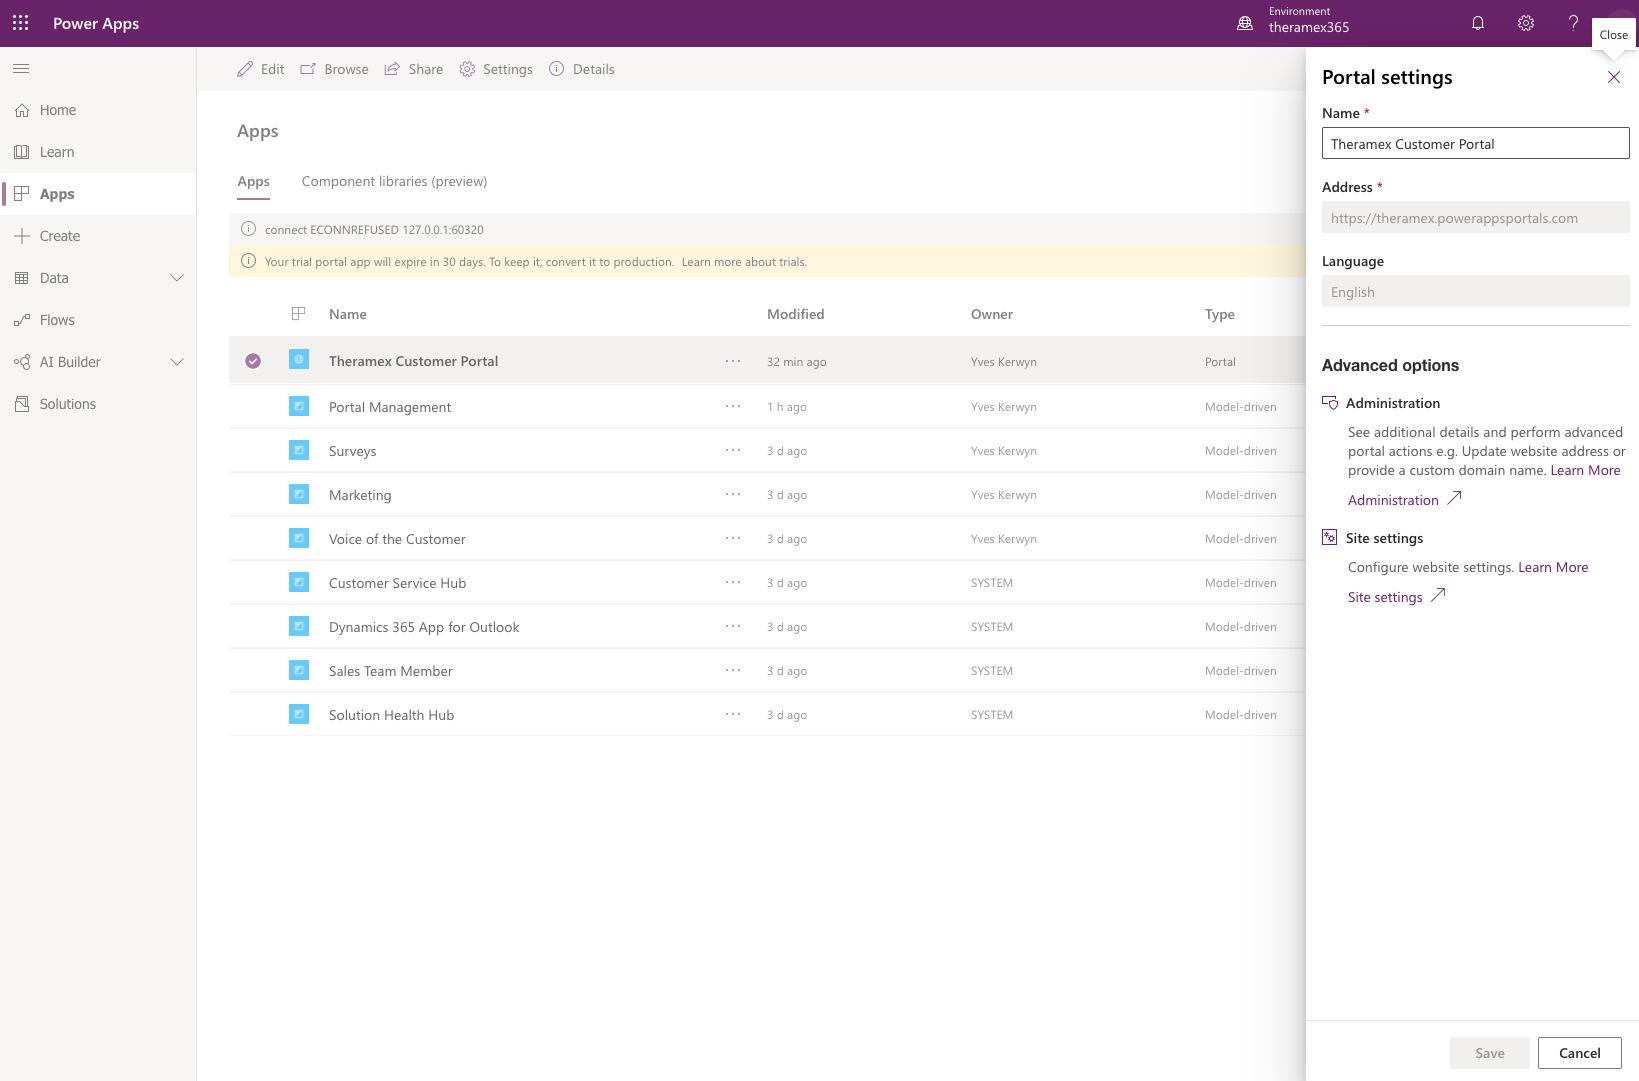 Power Apps
Environment
theramex365
?
Close
Home
Learn
Apps
Create
Data
Flows
AI Builder
Solutions
Edit Browse Share Settings Details
Apps
Apps Component libraries (preview)
connect ECONNREFUSED 127.0.0.1:60320
Your trial portal app will expire in 30 days. To keep it, convert it to production. Learn more about trials.
Name Modified Owner Type
Theramex Customer Portal ··· 32 min ago Yves Kerwyn Portal
Portal Management ··· 1 h ago Yves Kerwyn Model-driven
Surveys ··· 3 d ago Yves Kerwyn Model-driven
Marketing ··· 3 d ago Yves Kerwyn Model-driven
Voice of the Customer ··· 3 d ago Yves Kerwyn Model-driven
Customer Service Hub ··· 3 d ago SYSTEM Model-driven
Dynamics 365 App for Outlook ··· 3 d ago SYSTEM Model-driven
Sales Team Member ··· 3 d ago SYSTEM Model-driven
Solution Health Hub ··· 3 d ago SYSTEM Model-driven
Portal settings
Name *
Theramex Customer Portal
Address *
https://theramex.powerappsportals.com
Language
English
Advanced options
Administration
See additional details and perform advanced
portal actions e.g. Update website address or
provide a custom domain name. Learn More
Administration
Site settings
Configure website settings. Learn More
Site settings
Save Cancel